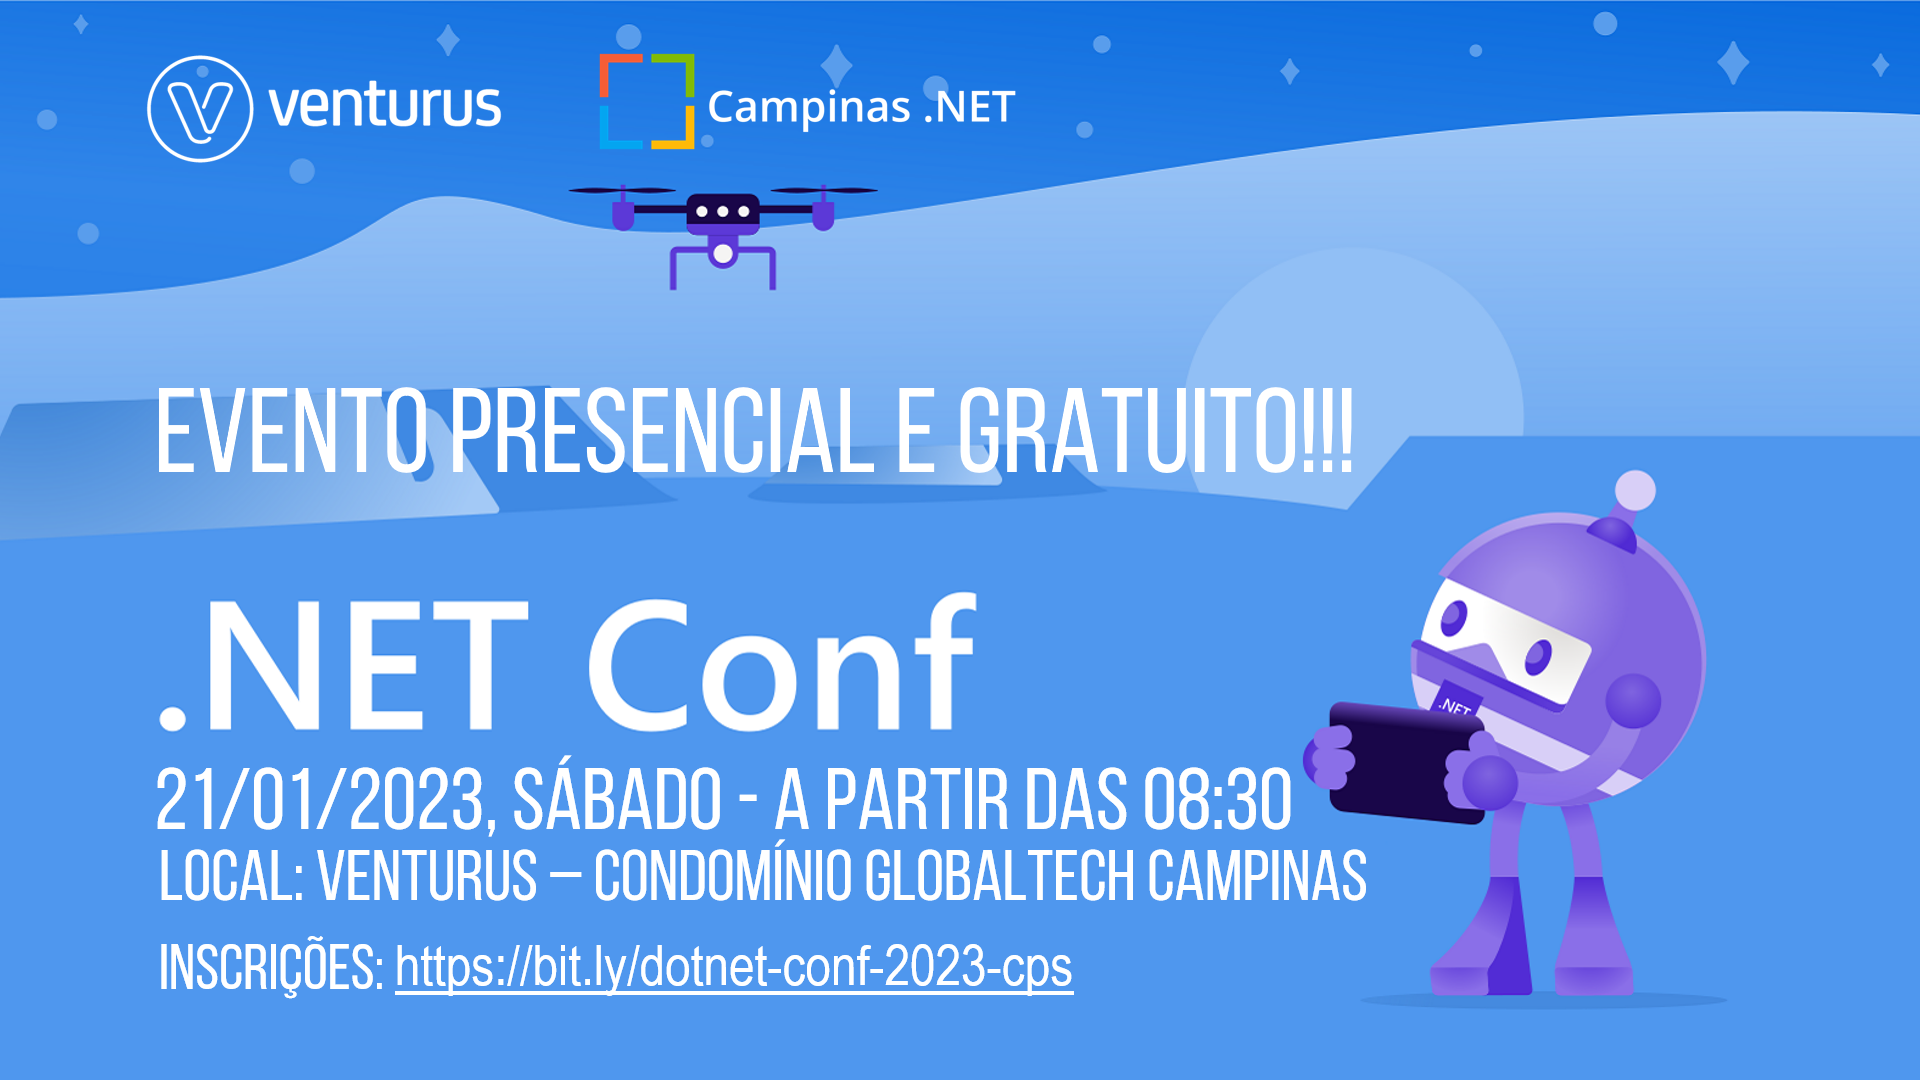 venturus
Campinas .NET
EVENTO PRESENCIAL E GRATUITO!!!
.NET Conf
.NET
21/01/2023, SÁBADO - A PARTIR DAS 08:30
LOCAL: VENTURUS – CONDOMÍNIO GLOBALTECH CAMPINAS
INSCRIÇÕES: https://bit.ly/dotnet-conf-2023-cps